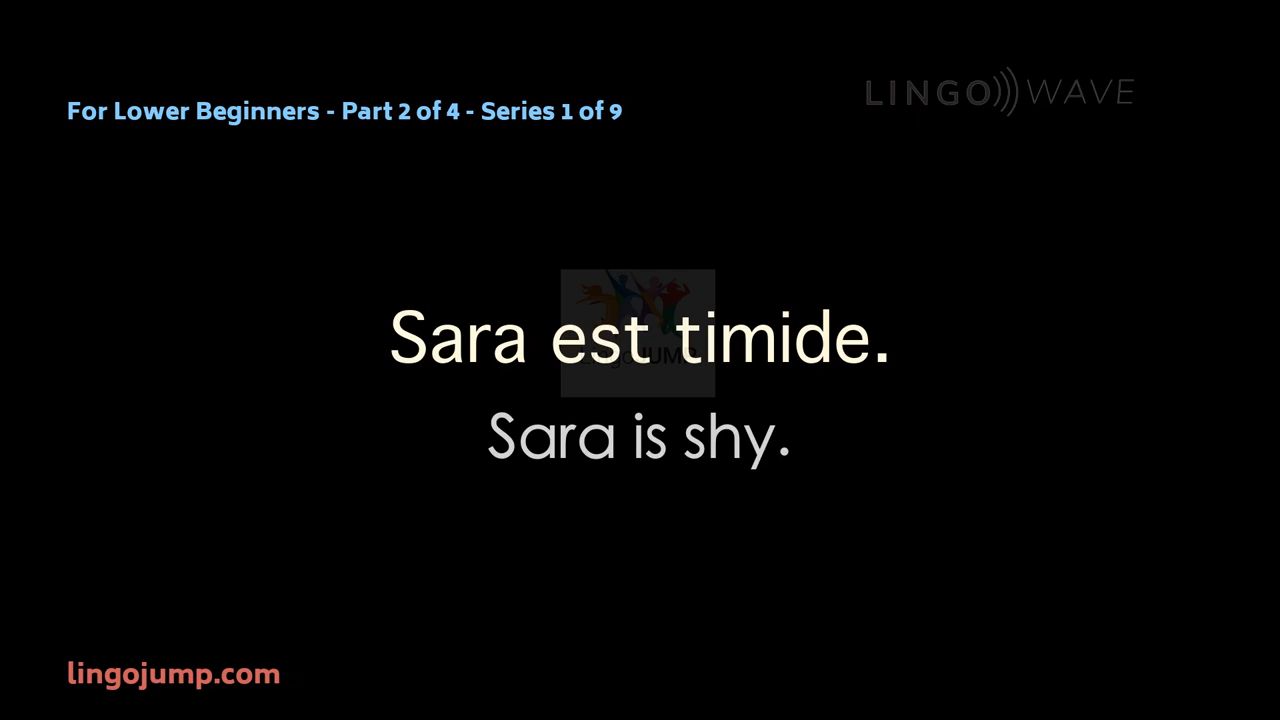 LINGO WAVE
For Lower Beginners - Part 2 of 4 - Series 1 of 9
Sara est timide.
Sara is shy.
lingojump.com